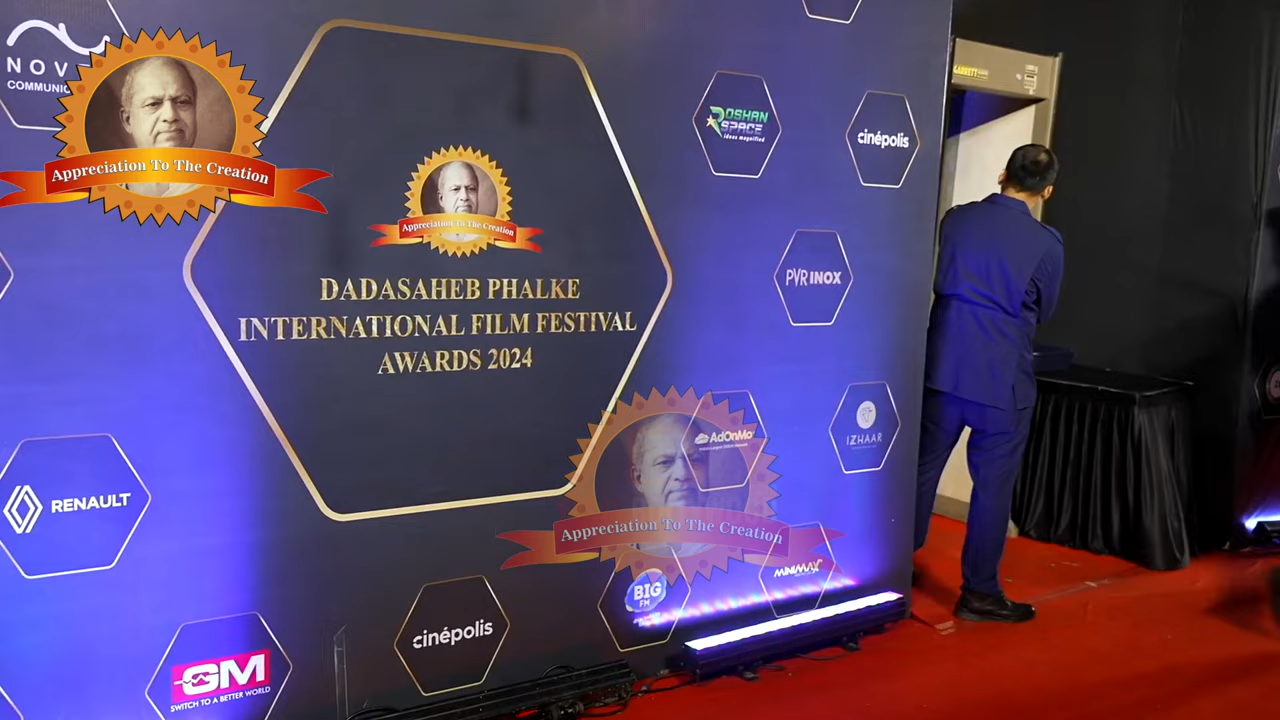 NOV
COMMUNIC
Appreciation To The Creation
Appreciation To The Creation
DADASAHEB PHALKE
INTERNATIONAL FILM FESTIVAL
AWARDS 2024
ROSHAN
SPACE
ideas magnified
cinépolis
GARRETT
PVR INOX
AdOnMo
IZHAAR
RENAULT
Appreciation To The Creation
BIG
FM
MINIMAX
cinépolis
GM
SWITCH TO A BETTER WORLD